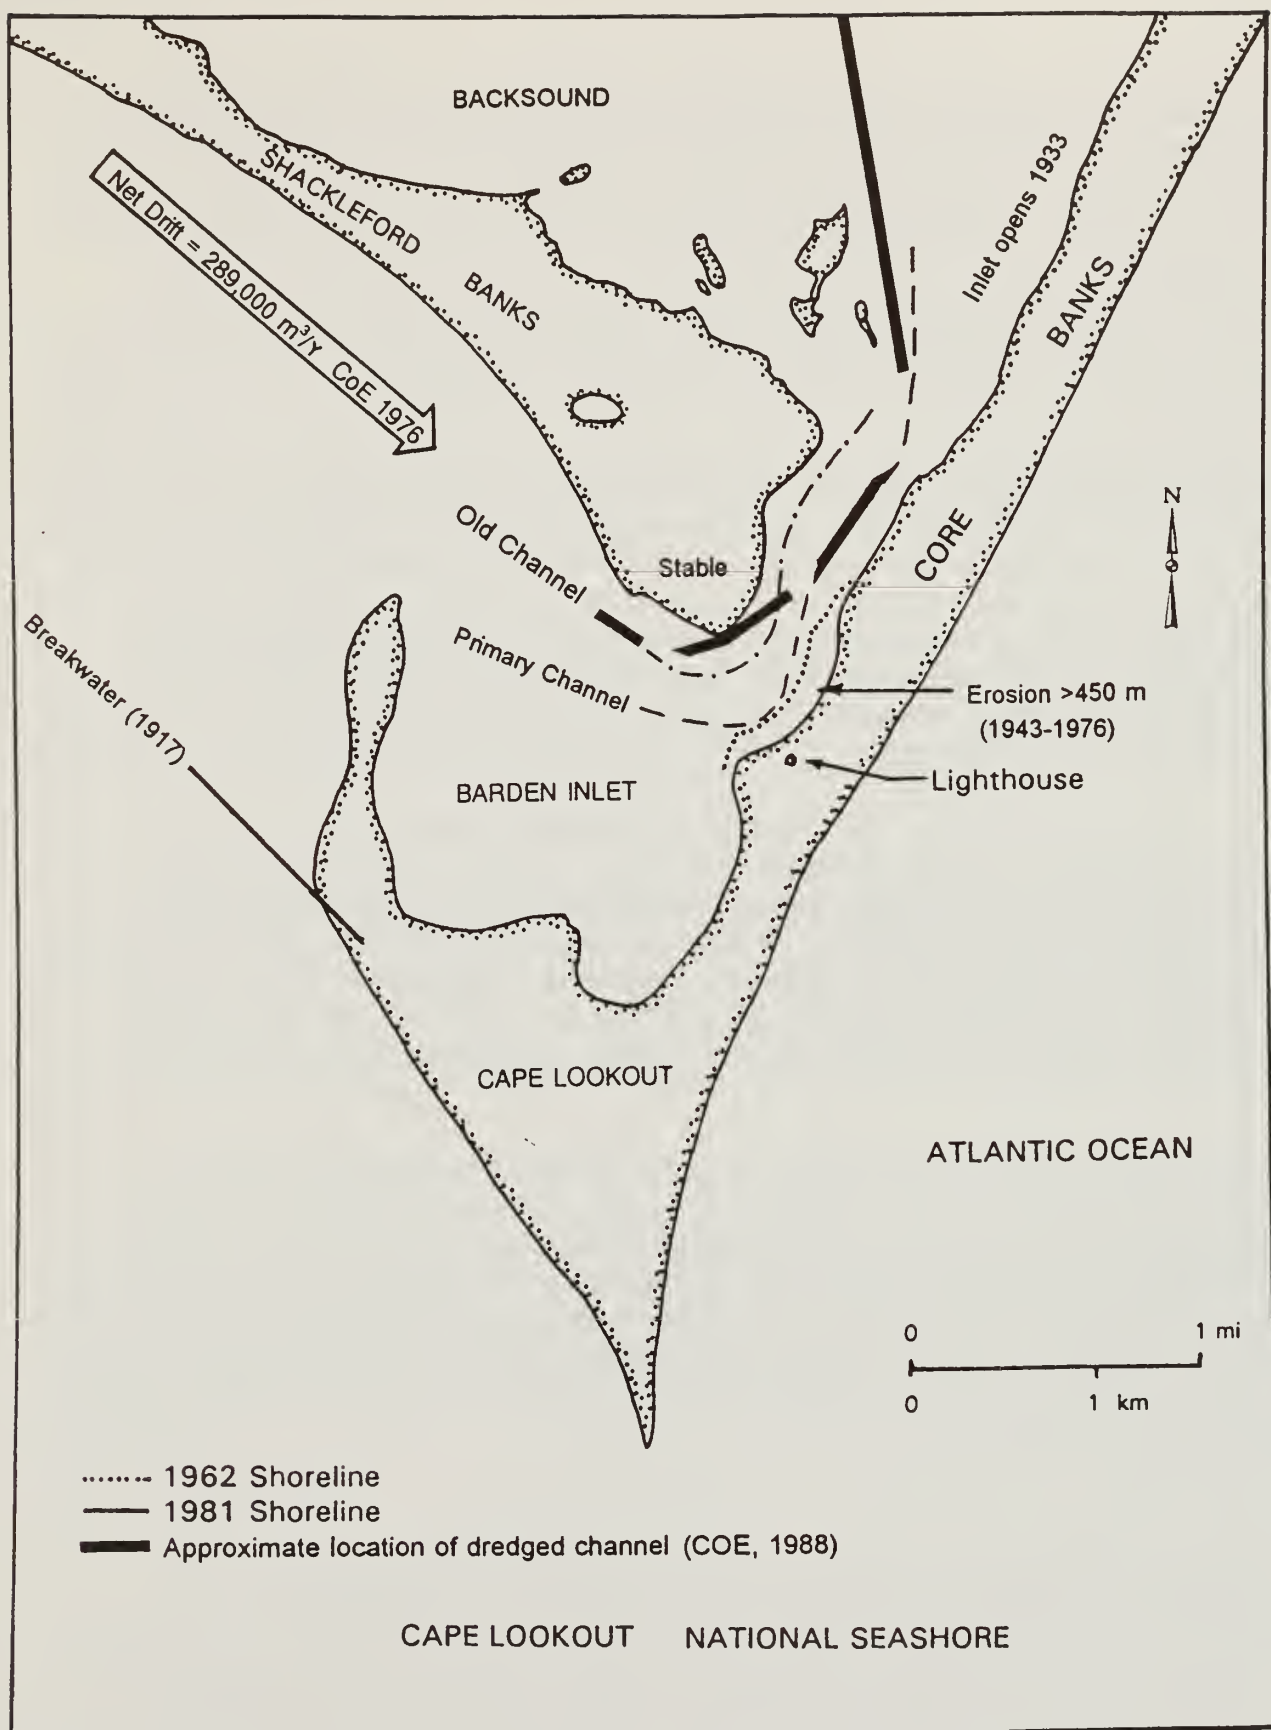 BACKSOUND
SHACKLEFORD
BANKS
Net Drift = 289,000 m³/Y CoE 1976
Inlet opens 1933
BANKS
CORE
N
Old Channel
Stable
Primary Channel
Breakwater (1917)
Erosion >450 m
(1943-1976)
Lighthouse
BARDEN INLET
CAPE LOOKOUT
ATLANTIC OCEAN
0 1 mi
0 1 km
1962 Shoreline
1981 Shoreline
Approximate location of dredged channel (COE, 1988)
CAPE LOOKOUT NATIONAL SEASHORE